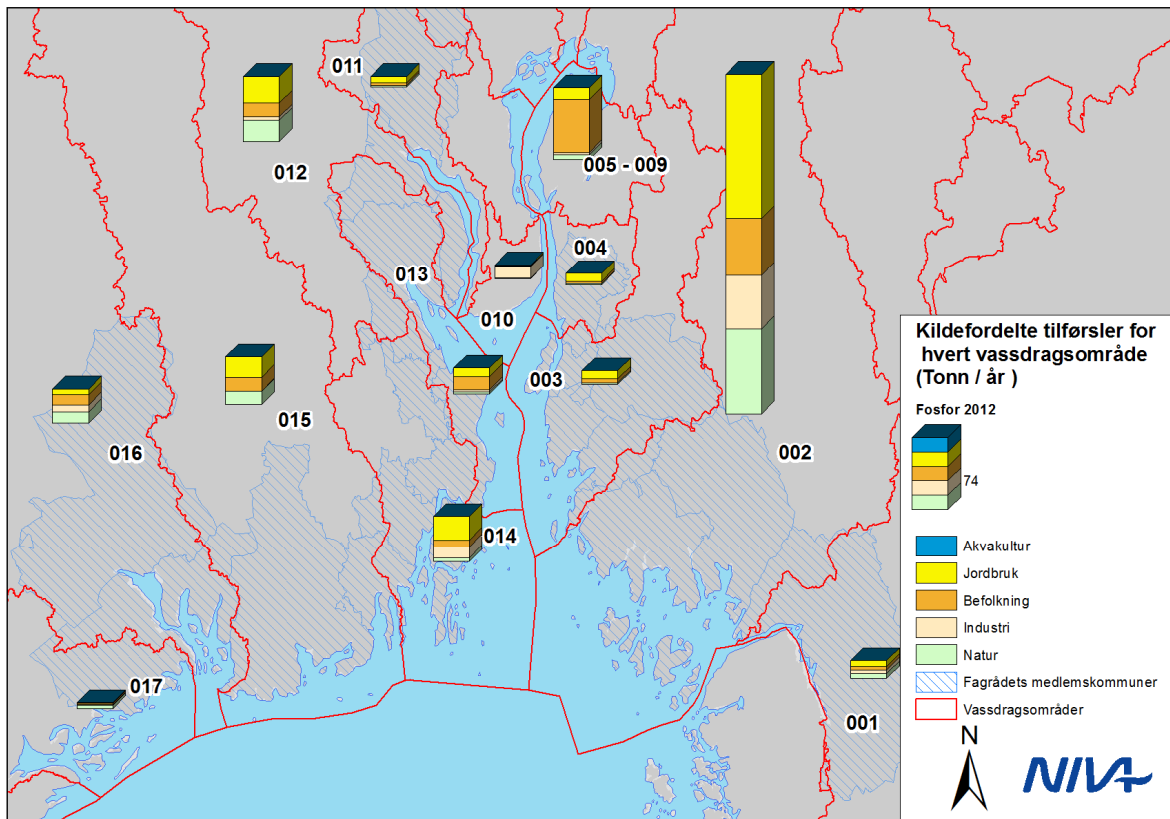 011
012
005 - 009
004
013
010
003
015
016
002
014
017
001
Kildefordelte tilførsler for
hvert vassdragsområde
(Tonn / år )
Fosfor 2012
74
Akvakultur
Jordbruk
Befolkning
Industri
Natur
Fagrådets medlemskommuner
Vassdragsområder
N
NIVA